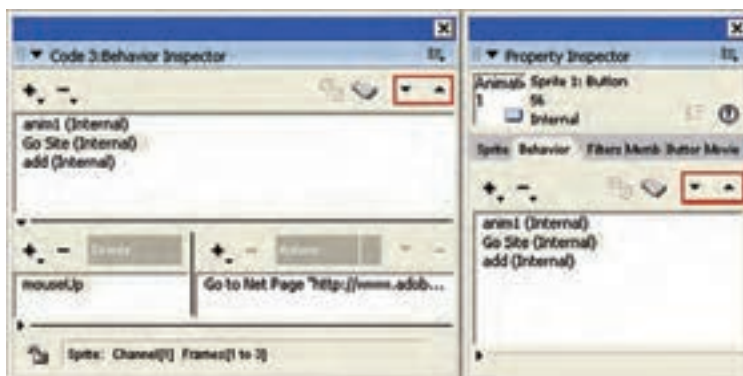 Code 3:Behavior Inspector
anim1 (Internal)
Go Site (Internal)
add (Internal)
Events
Actions
mouseUp
Go to Net Page "http://www.adob...
Sprite: Channel[1] Frames[1 to 3]
Property Inspector
Sprite 1: Button
1 56
Internal
Sprite Behavior Filters Memb Button Movie
anim1 (Internal)
Go Site (Internal)
add (Internal)